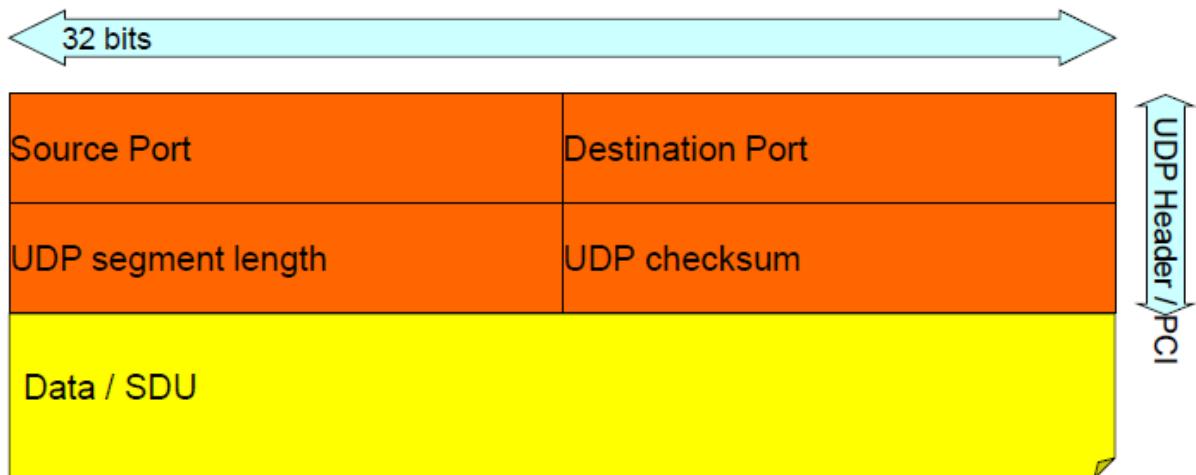 32 bits
Source Port
Destination Port
UDP segment length
UDP checksum
Data / SDU
UDP Header / PCI